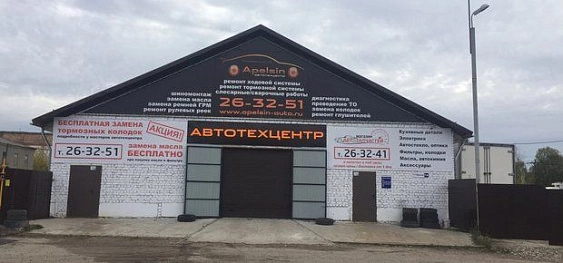 Apelsin
ремонт ходовой системы
ремонт тормозной системы
слесарные/сварочные работы
шиномонтаж
замена масла
замена ремней ГРМ
ремонт рулевых реек
26-32-51
www.apelsin-auto.ru
диагностика
проведение ТО
замена колодок
ремонт глушителей
БЕСПЛАТНАЯ ЗАМЕНА
тормозных колодок
АКЦИЯ!
т. 26-32-51
замена масла
БЕСПЛАТНО
АВТОТЕХЦЕНТР
магазин
АВТОЗАПЧАСТИ
т. 26-32-41
Кузовные детали
Электрика
Автостекло, оптика
Фильтры, колодки
Масла, автохимия
Аксессуары